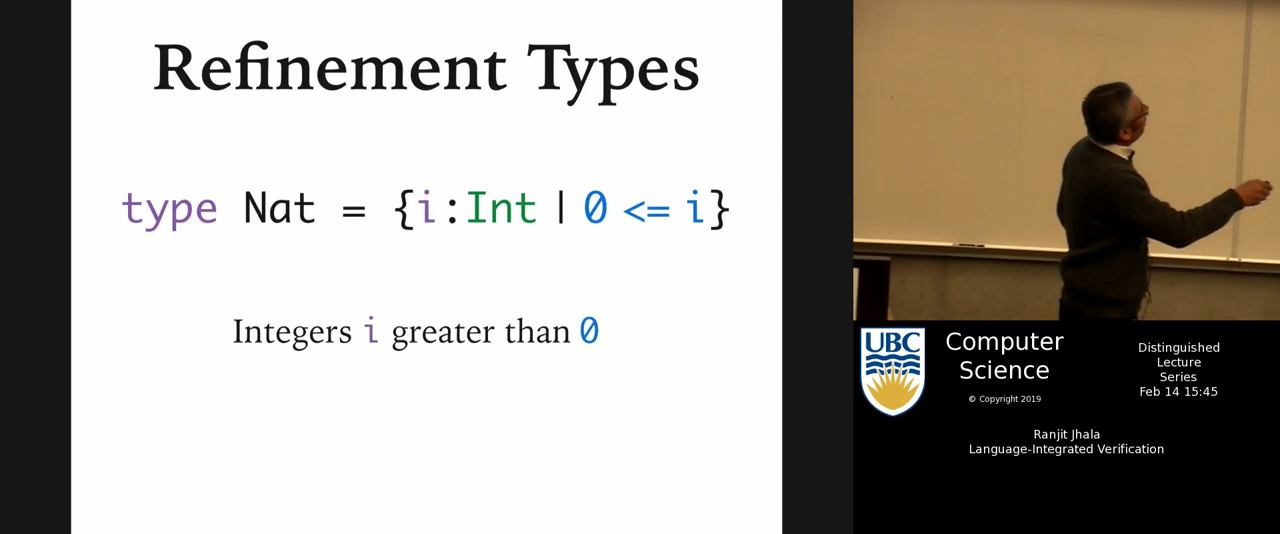 Refinement Types
type Nat = {i:Int | 0 <= i}
Integers i greater than 0
UBC
Computer
Science
© Copyright 2019
Distinguished
Lecture
Series
Feb 14 15:45
Ranjit Jhala
Language-Integrated Verification